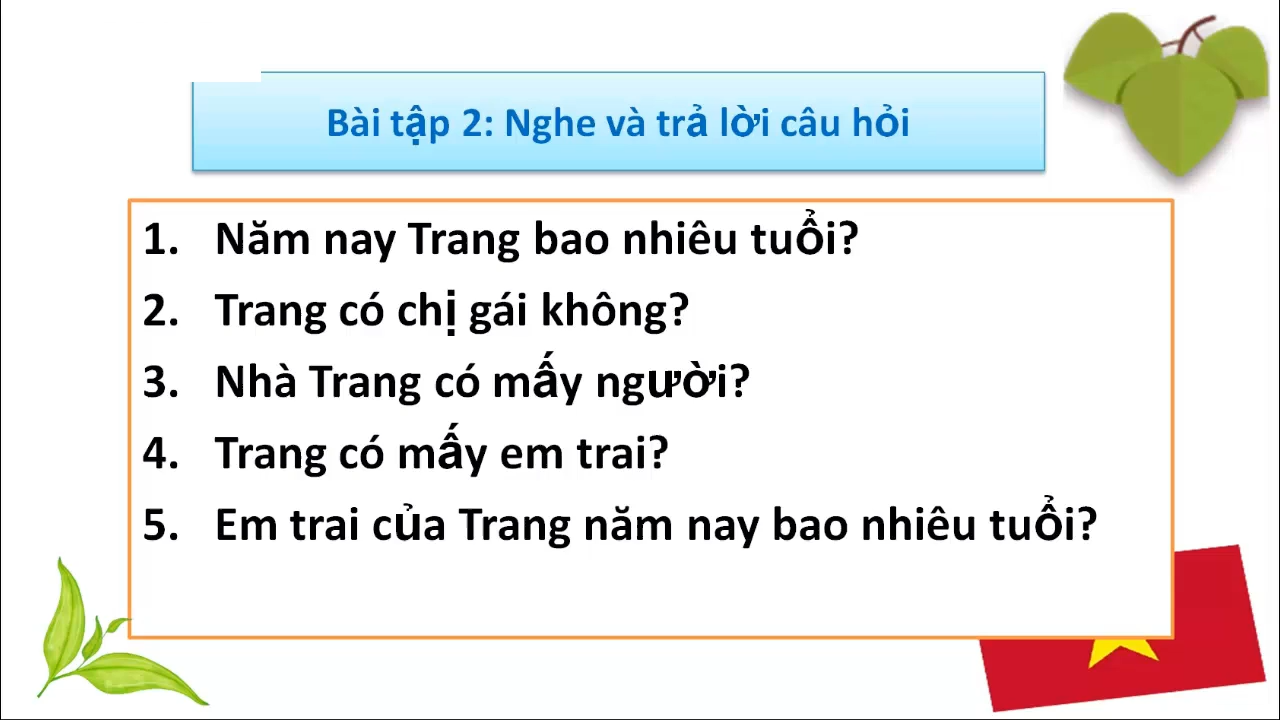 Bài tập 2: Nghe và trả lời câu hỏi
1. Năm nay Trang bao nhiêu tuổi?
2. Trang có chị gái không?
3. Nhà Trang có mấy người?
4. Trang có mấy em trai?
5. Em trai của Trang năm nay bao nhiêu tuổi?